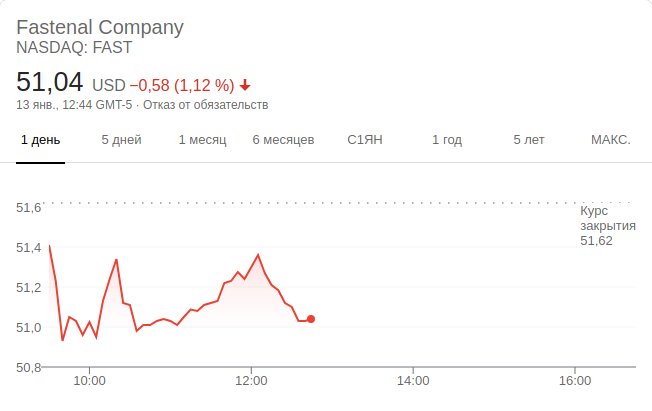 Fastenal Company
NASDAQ: FAST
51,04 USD −0,58 (1,12 %)
13 янв., 12:44 GMT-5 · Отказ от обязательств
1 день 5 дней 1 месяц 6 месяцев С1ЯН 1 год 5 лет МАКС.
51,6
Курс
закрытия
51,62
51,4
51,2
51,0
50,8
10:00 12:00 14:00 16:00